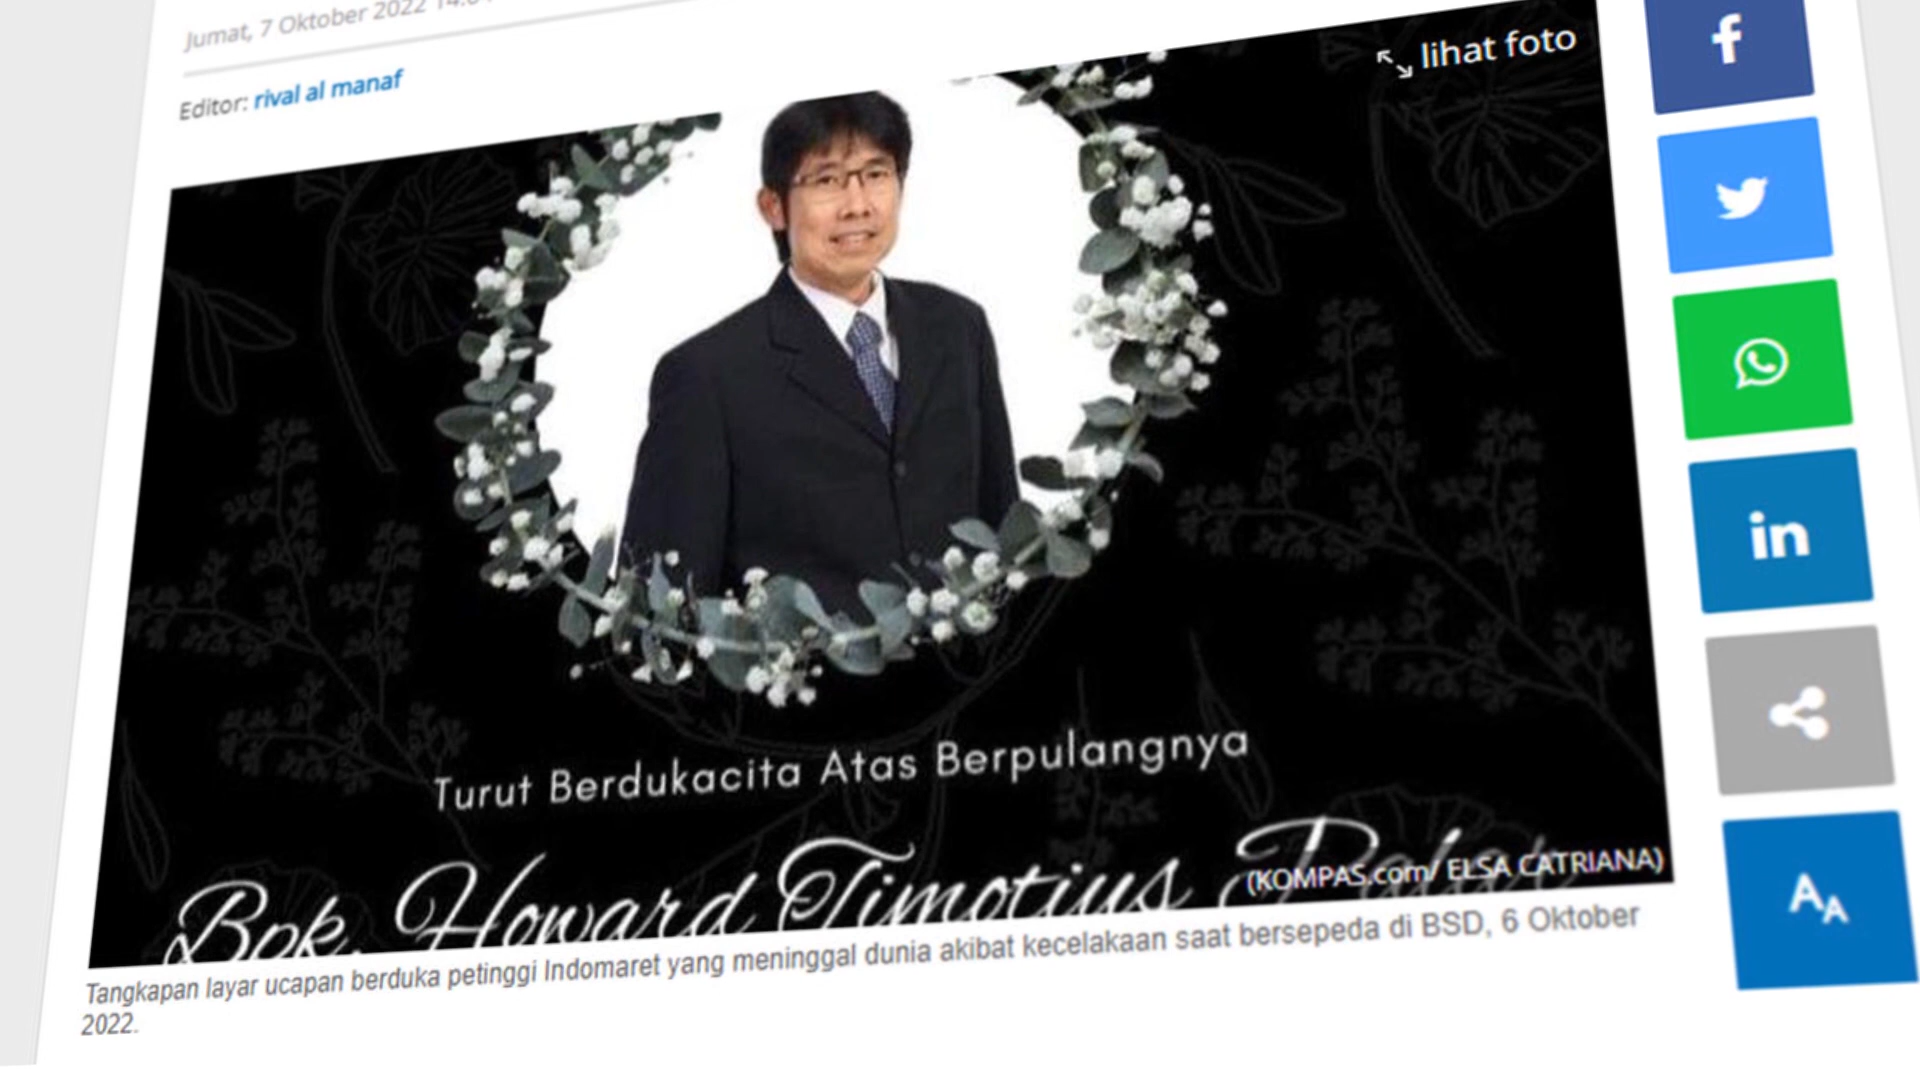 Jumat, 7 Oktober 2022
Editor: rival al manaf
lihat foto
f
in
Turut Berdukacita Atas Berpulangnya
Bpk. Howard Timotius
(KOMPAS.com/ ELSA CATRIANA)
AA
Tangkapan layar ucapan berduka petinggi Indomaret yang meninggal dunia akibat kecelakaan saat bersepeda di BSD, 6 Oktober
2022.